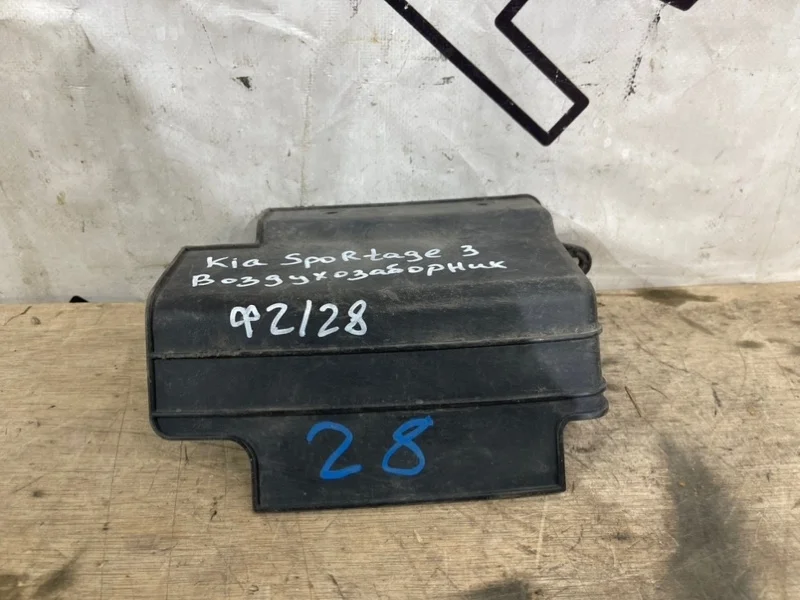 Kia Sportage 3
Воздухозаборник
Ф2/28
28